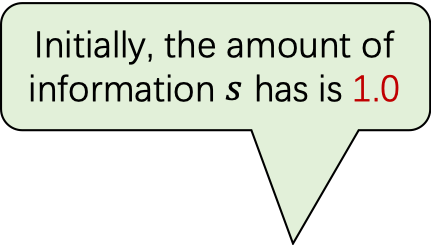 Initially, the amount of
information s has is 1.0